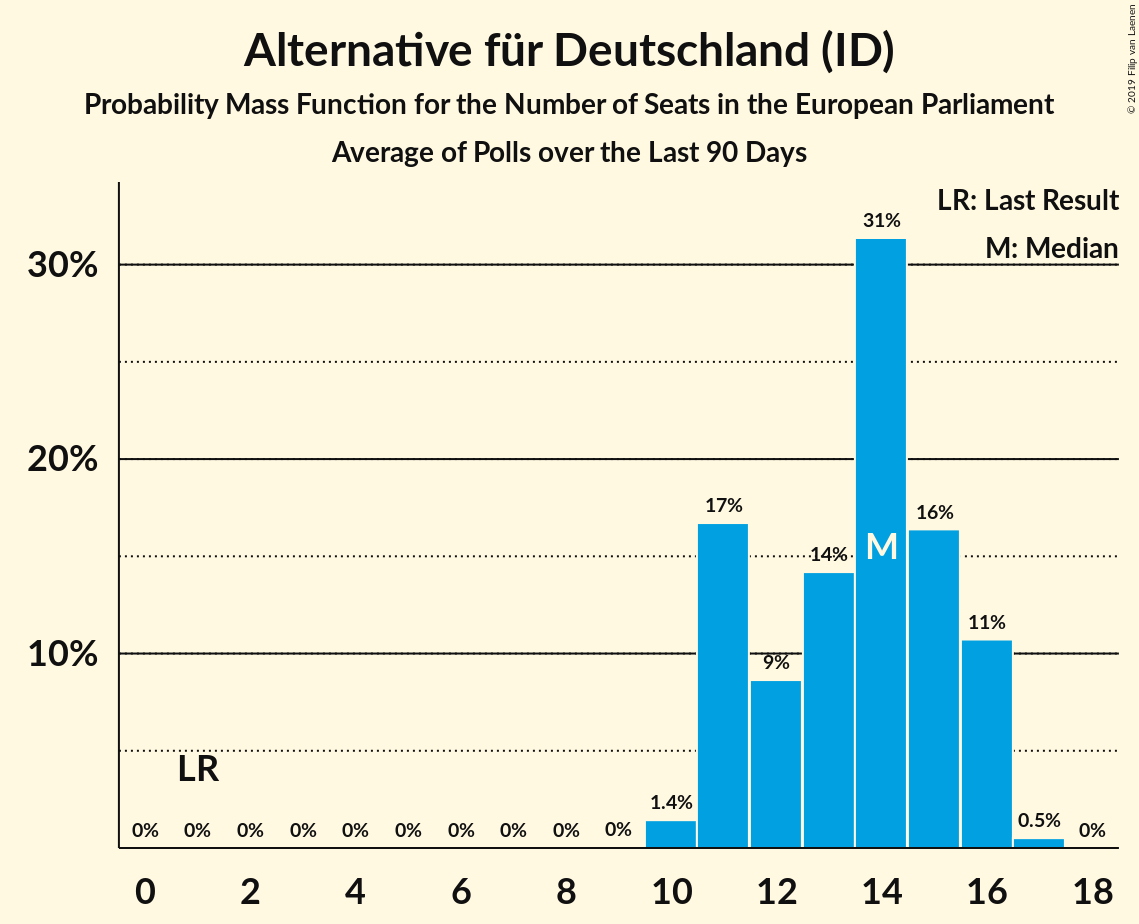 Alternative für Deutschland (ID)
Probability Mass Function for the Number of Seats in the European Parliament
Average of Polls over the Last 90 Days
© 2019 Filip van Laenen
LR: Last Result
M: Median
30%
20%
10%
31%
17%
16%
14%
M
11%
9%
LR
1.4%
0.5%
0% 0% 0% 0% 0% 0% 0% 0% 0% 0% 0%
0 2 4 6 8 10 12 14 16 18